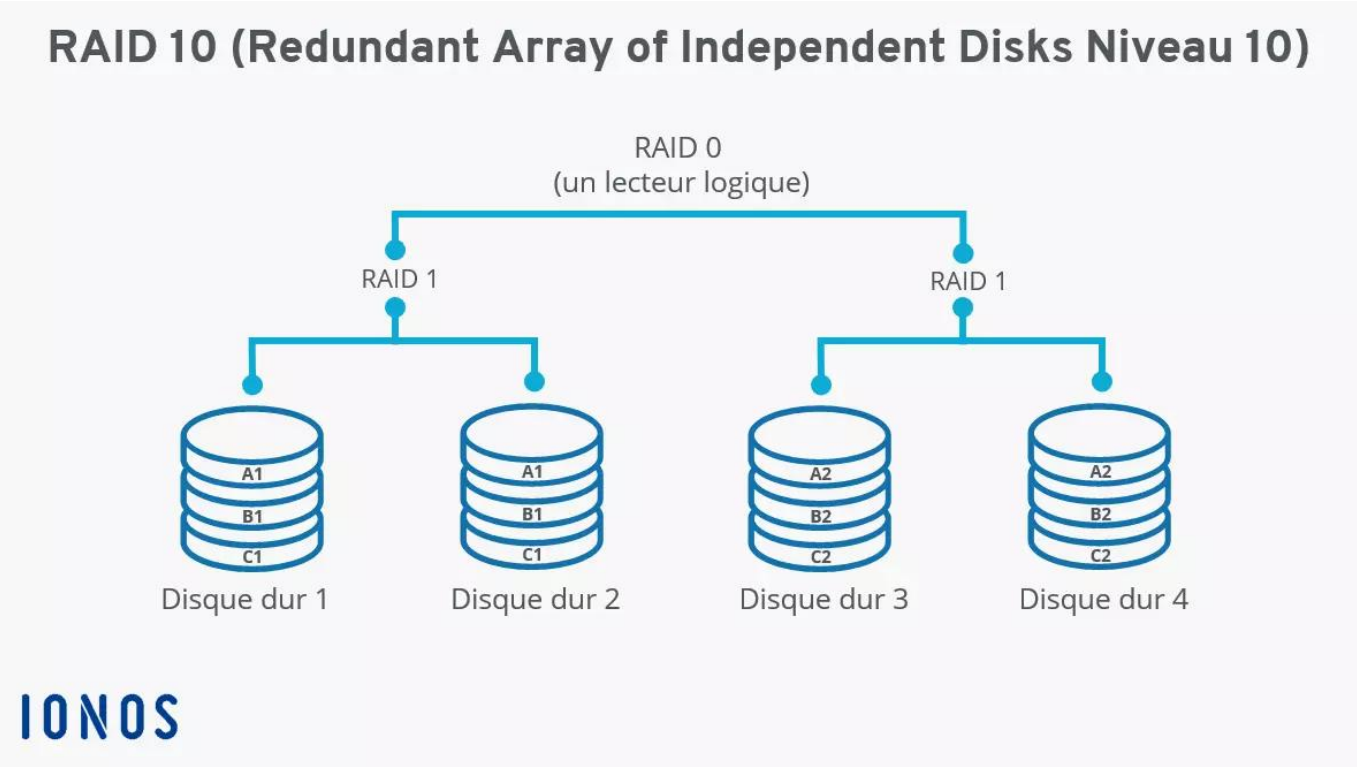 RAID 10 (Redundant Array of Independent Disks Niveau 10)
RAID 0
(un lecteur logique)
RAID 1
RAID 1
A1
B1
C1
A1
B1
C1
A2
B2
C2
A2
B2
C2
Disque dur 1
Disque dur 2
Disque dur 3
Disque dur 4
IONOS